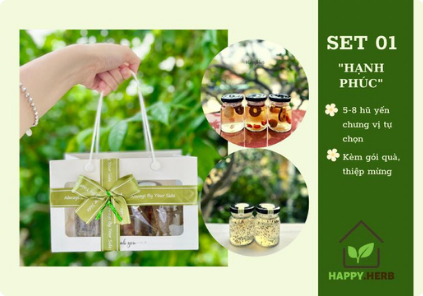 SET 01
"HẠNH
PHÚC"
5-8 hũ yến
chưng vị tự
chọn
Kèm gói quà,
thiệp mừng
HAPPY.HERB